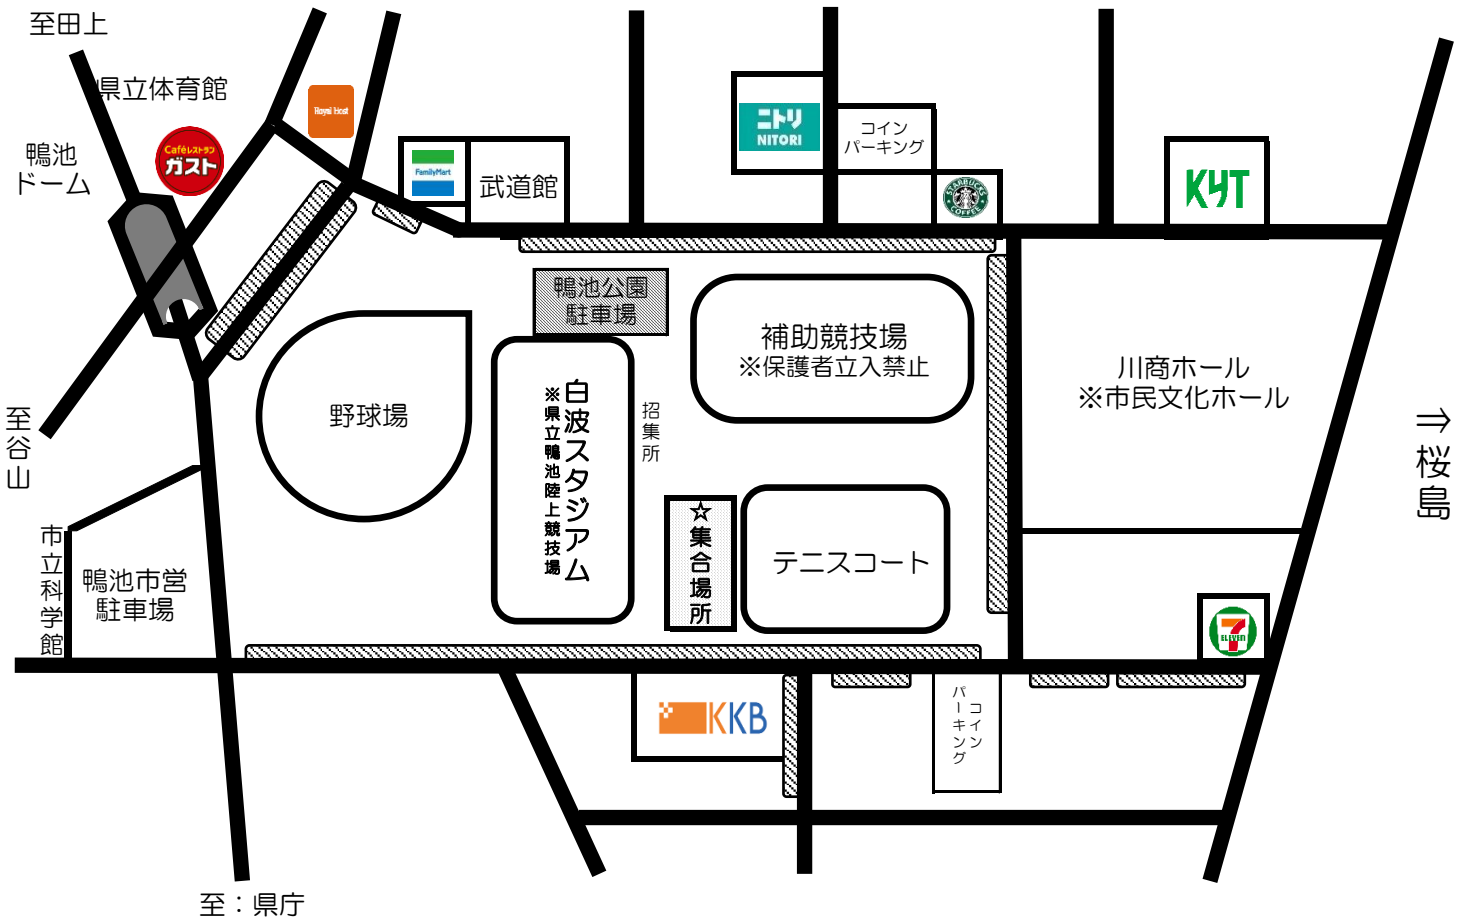 至田上
県立体育館
Royal Host
Caféレストラン
ガスト
鴨池
ドーム
FamilyMart
武道館
ニトリ
NITORI
コイン
パーキング
STARBUCKS
COFFEE
KYT
鴨池公園
駐車場
補助競技場
※保護者立入禁止
川商ホール
※市民文化ホール
野球場
白波スタジアム
※県立鴨池陸上競技場
招集所
至谷山
⇒桜島
☆集合場所
テニスコート
市立科学館
鴨池市営
駐車場
7
ELEVEN
KKB
コイン
パーキング
至：県庁